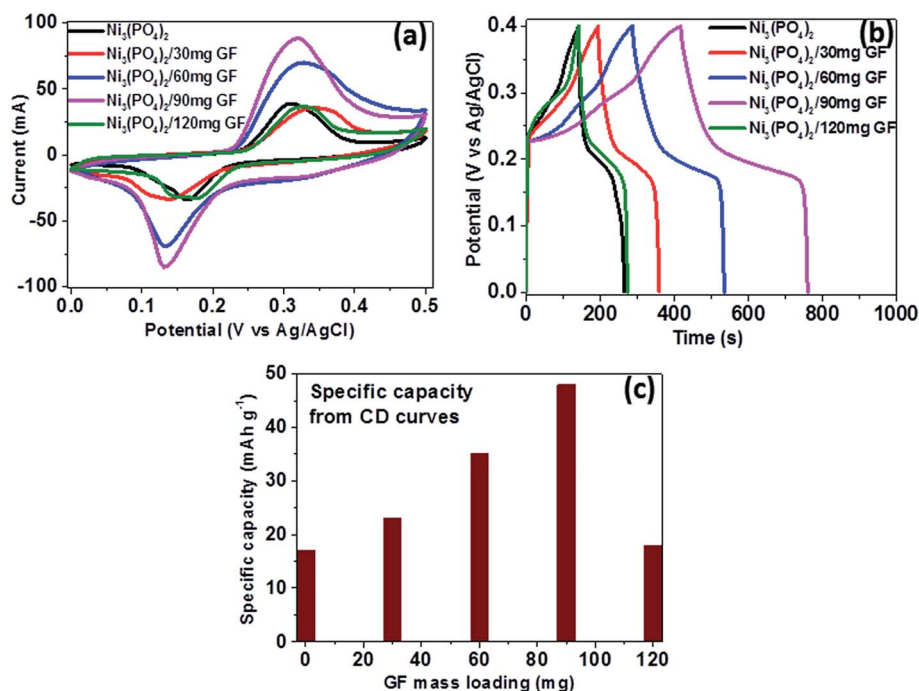 (a)
Ni₃(PO₄)₂
Ni₃(PO₄)₂/30mg GF
Ni₃(PO₄)₂/60mg GF
Ni₃(PO₄)₂/90mg GF
Ni₃(PO₄)₂/120mg GF
Current (mA)
100
50
0
-50
-100
0.0 0.1 0.2 0.3 0.4 0.5
Potential (V vs Ag/AgCl)
(b)
Ni₃(PO₄)₂
Ni₃(PO₄)₂/30mg GF
Ni₃(PO₄)₂/60mg GF
Ni₃(PO₄)₂/90mg GF
Ni₃(PO₄)₂/120mg GF
Potential (V vs Ag/AgCl)
0.4
0.3
0.2
0.1
0.0
0 200 400 600 800 1000
Time (s)
(c)
Specific capacity
from CD curves
Specific capacity (mAh g⁻¹)
50
40
30
20
10
0
0 20 40 60 80 100 120
GF mass loading (mg)